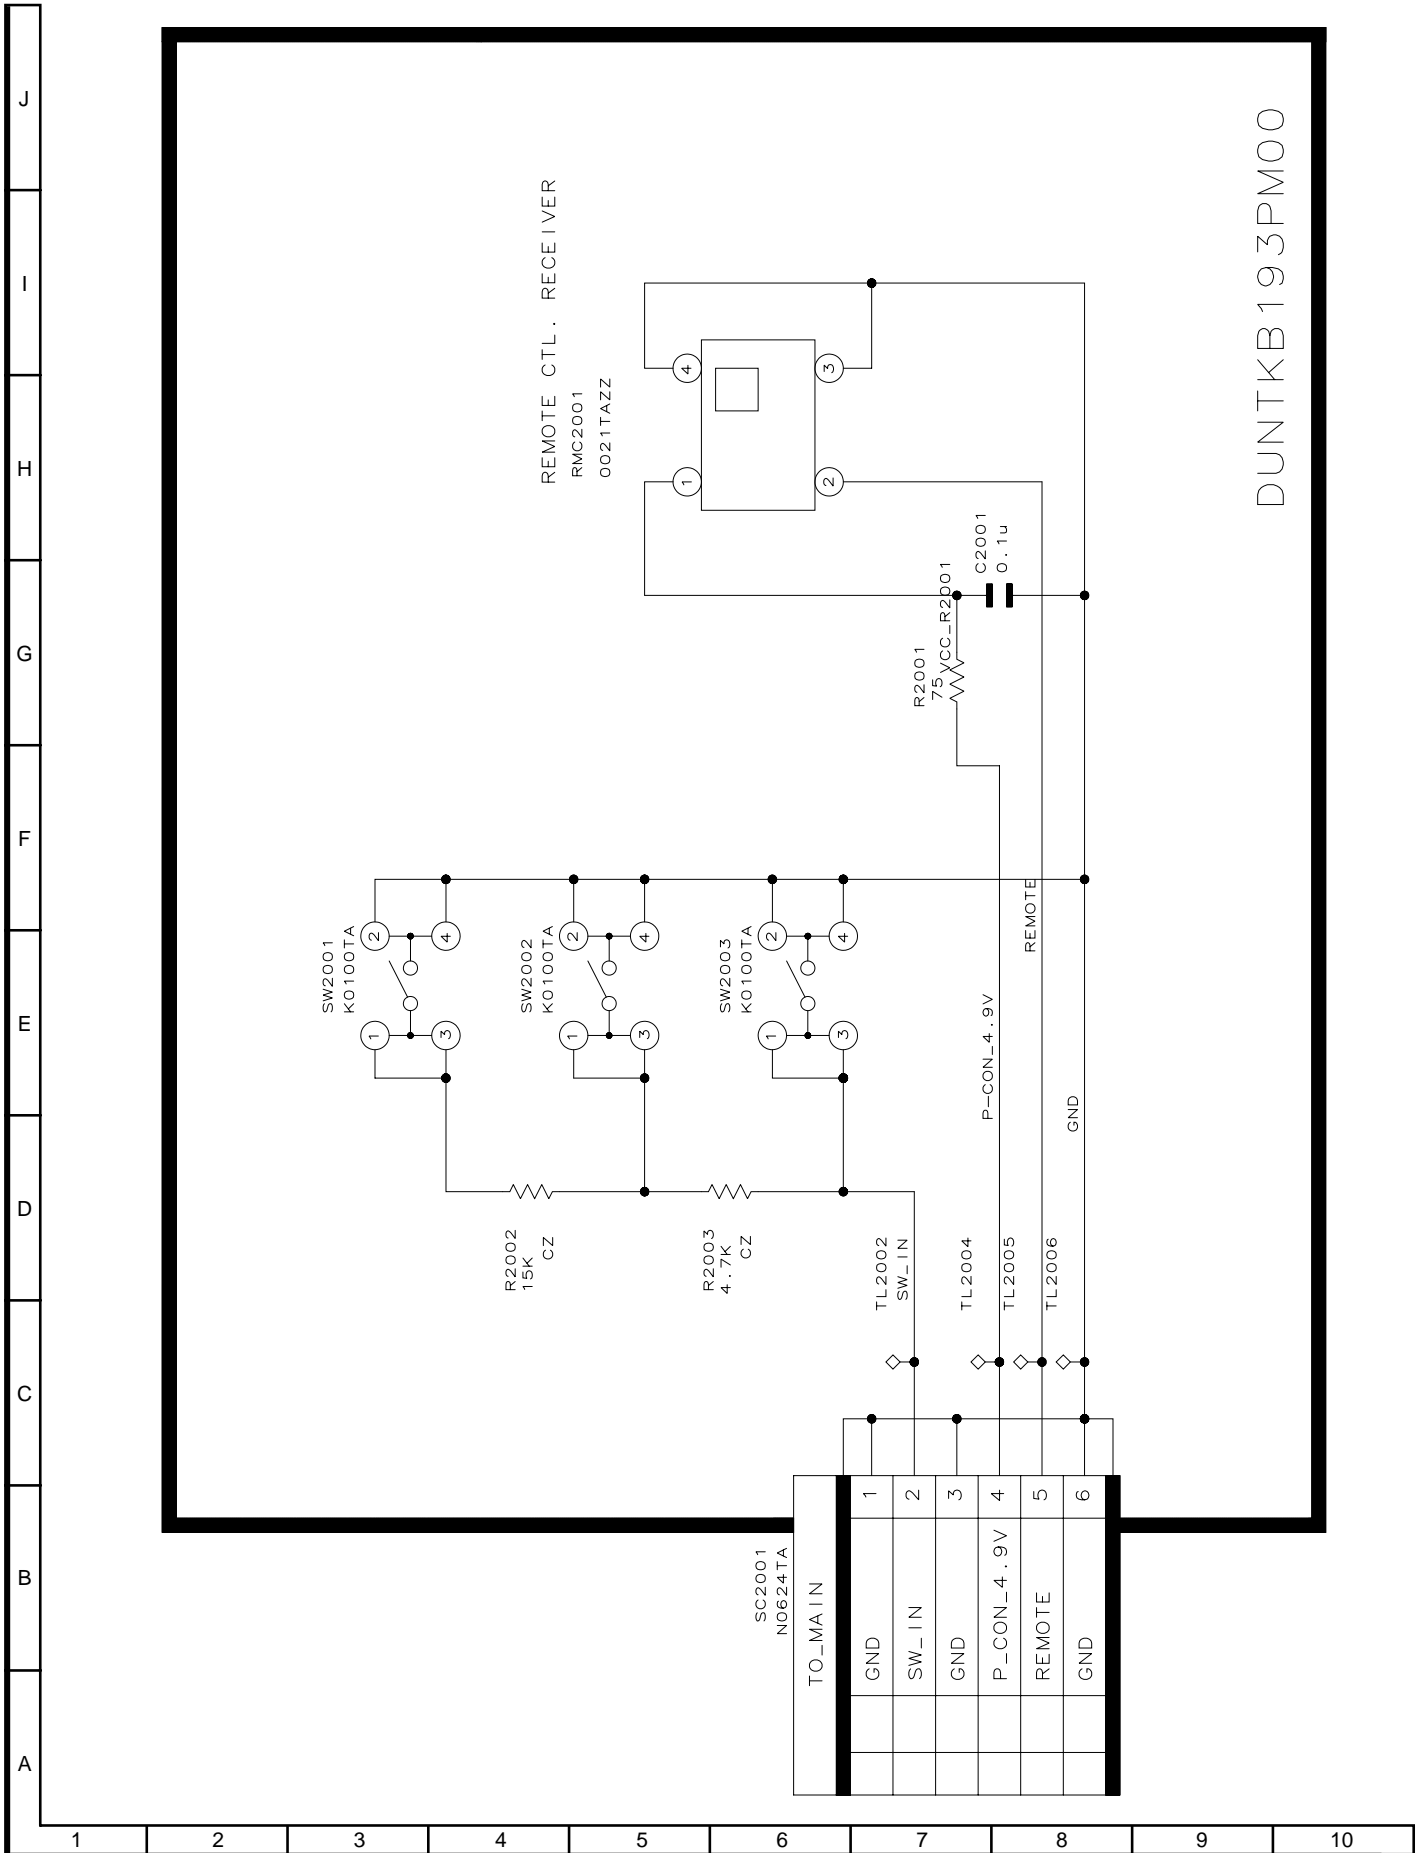 J
I
H
G
F
E
D
C
B
A
1
2
3
4
5
6
7
8
9
10
DUNTKB193PM00
REMOTE CTL. RECEIVER
RMC2001
0021TAZZ
4
3
1
2
C2001
0.1u
VCC_R2001
R2001
75
SW2001
K0100TA
2
4
1
3
SW2002
K0100TA
2
4
1
3
SW2003
K0100TA
2
4
1
3
P-CON_4.9V
REMOTE
GND
R2002
15K
CZ
R2003
4.7K
CZ
TL2002
SW_IN
TL2004
TL2005
TL2006
SC2001
N0624TA
TO_MAIN
1
GND
2
SW_IN
3
GND
4
P_CON_4.9V
5
REMOTE
6
GND